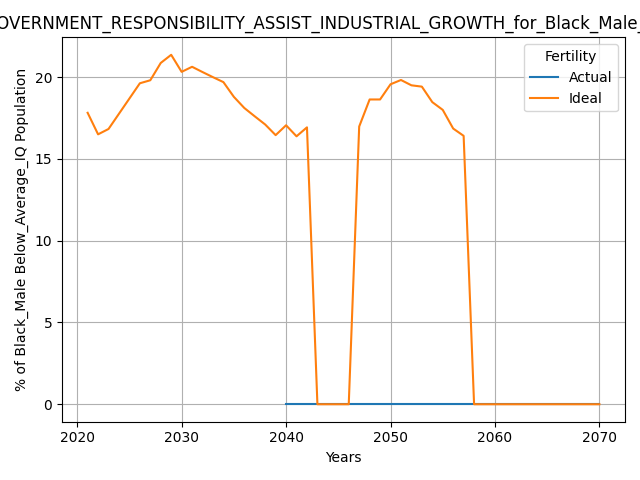 OVERNMENT_RESPONSIBILITY_ASSIST_INDUSTRIAL_GROWTH_for_Black_Male_
Fertility
Actual
Ideal
% of Black_Male Below_Average_IQ Population
20
15
10
5
0
2020 2030 2040 2050 2060 2070
Years